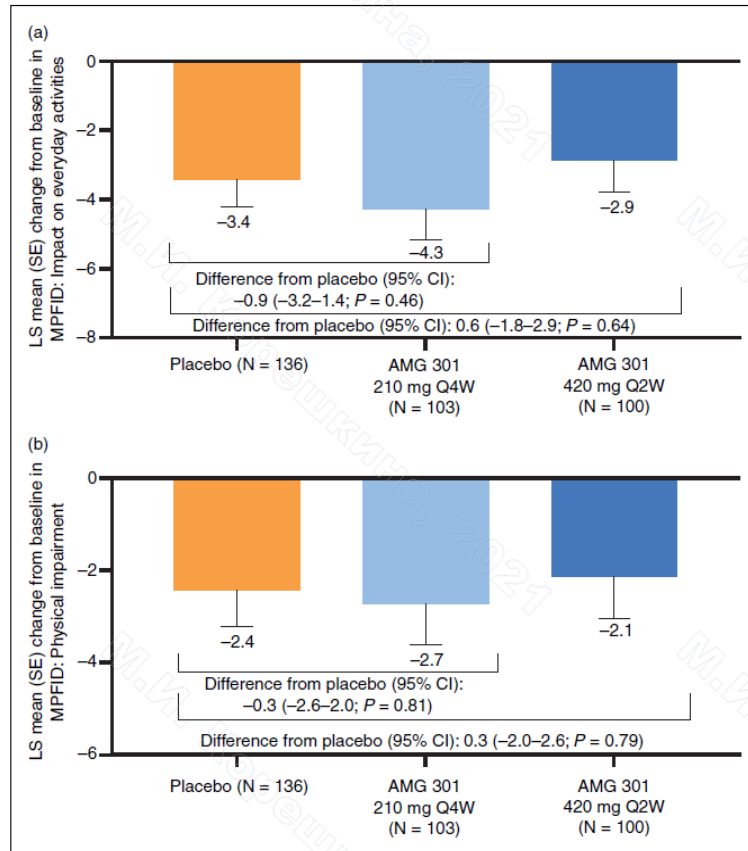 (a)
LS mean (SE) change from baseline in
MPFID: Impact on everyday activities
0
–2
–4
–6
–8
–3.4
–4.3
–2.9
Difference from placebo (95% CI):
–0.9 (–3.2–1.4; P = 0.46)
Difference from placebo (95% CI): 0.6 (–1.8–2.9; P = 0.64)
Placebo (N = 136)
AMG 301
210 mg Q4W
(N = 103)
AMG 301
420 mg Q2W
(N = 100)
(b)
LS mean (SE) change from baseline in
MPFID: Physical impairment
0
–2
–4
–6
–2.4
–2.7
–2.1
Difference from placebo (95% CI):
–0.3 (–2.6–2.0; P = 0.81)
Difference from placebo (95% CI): 0.3 (–2.0–2.6; P = 0.79)
Placebo (N = 136)
AMG 301
210 mg Q4W
(N = 103)
AMG 301
420 mg Q2W
(N = 100)
М.И. Корешкина, 2021